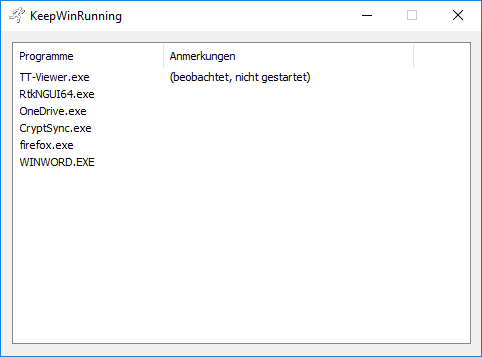 KeepWinRunning
Programme Anmerkungen
TT-Viewer.exe (beobachtet, nicht gestartet)
RtkNGUI64.exe
OneDrive.exe
CryptSync.exe
firefox.exe
WINWORD.EXE